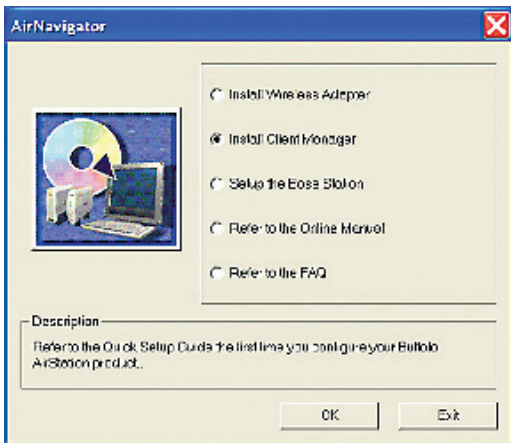 AirNavigator
Install Wireless Adapter
Install Client Manager
Setup the Base Station
Refer to the Online Manual
Refer to the FAQ
Description
Refer to the Quick Setup Guide the first time you configure your Buffalo
AirStation product..
OK
Exit